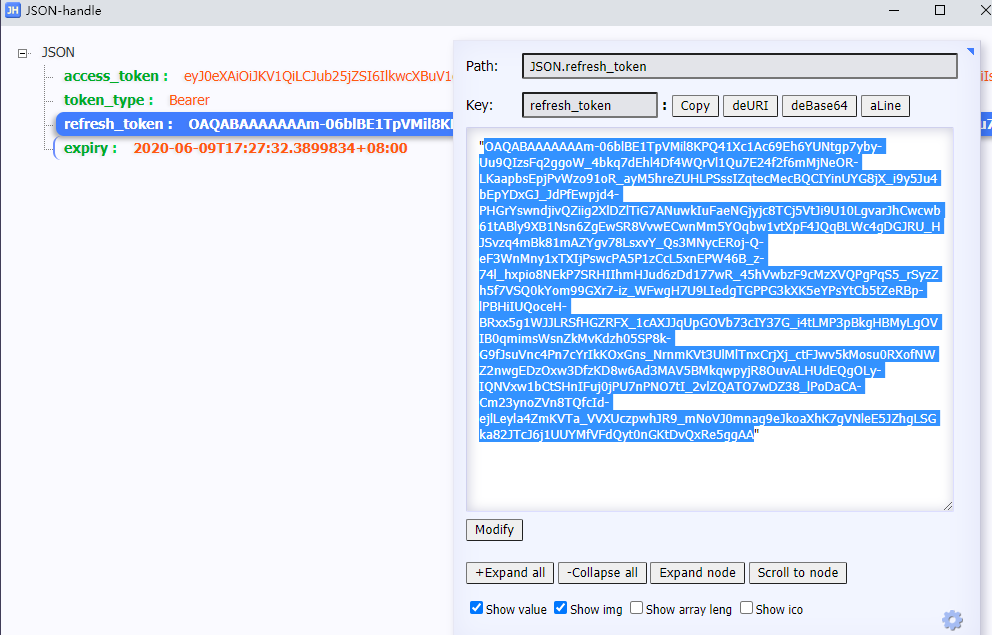 JSON-handle
JSON
access_token : eyJ0eXAiOiJKV1QiLCJub25jZSI6IlkwcXBuV1
token_type : Bearer
refresh_token : OAQABAAAAAAAm-06blBE1TpVMil8K
expiry : 2020-06-09T17:27:32.3899834+08:00
Path: JSON.refresh_token
Key: refresh_token : Copy deURI deBase64 aLine
"OAQABAAAAAAAm-06blBE1TpVMil8KPQ41Xc1Ac69Eh6YUNtgp7yby-
Uu9QIzsFq2ggoW_4bkq7dEhl4Df4WQrVl1Qu7E24f2f6mMjNeOR-
LKaapbsEpjPvWzo91oR_ayM5hreZUHLPSssIZqtecMecBQCIYinUYG8jX_i9y5Ju4
bEpYDxGJ_JdPfEwpjd4-
PHGrYswndjivQZiig2XlDZlTiG7ANuwkIuFaeNGjyjc8TCj5VtJi9U10LgvarJhCwcwb
61tABly9XB1Nsn6ZgEwSR8VvwECwnMm5YOqbw1vtXpF4JQqBLWc4gDGJRU_H
JSvzq4mBk81mAZYgv78LsxvY_Qs3MNycERoj-Q-
eF3WnMny1xTXIjPswcPA5P1zCcL5xnEPW46B_z-
74l_hxpio8NEkP7SRHIIhmHJud6zDd177wR_45hVwbzF9cMzXVQPgPqS5_rSyzZ
h5f7VSQ0kYom99GXr7-iz_WFwgH7U9LIedgTGPPG3kXK5eYPsYtCb5tZeRBp-
lPBHiIUQoceH-
BRxx5g1WJJLRSfHGZRFX_1cAXJJqUpGOVb73cIY37G_i4tLMP3pBkgHBMyLgOV
IB0qmimsWsnZkMvKdzh05SP8k-
G9fJsuVnc4Pn7cYrIkKOxGns_NrnmKVt3UlMlTnxCrjXj_ctFJwv5kMosu0RXofNW
Z2nwgEDzOxw3DfzKD8w6Ad3MAV5BMkqwpyjR8OuvALHUdEQgOLy-
IQNVxw1bCtSHnIFuj0jPU7nPNO7tI_2vlZQATO7wDZ38_lPoDaCA-
Cm23ynoZVn8TQfcId-
ejlLeyla4ZmKVTa_VVXUczpwhJR9_mNoVJ0mnag9eJkoaXhK7gVNleE5JZhgLSG
ka82JTcJ6j1UUYMfVFdQyt0nGKtDvQxRe5ggAA"
Modify
+Expand all -Collapse all Expand node Scroll to node
Show value Show img Show array leng Show ico